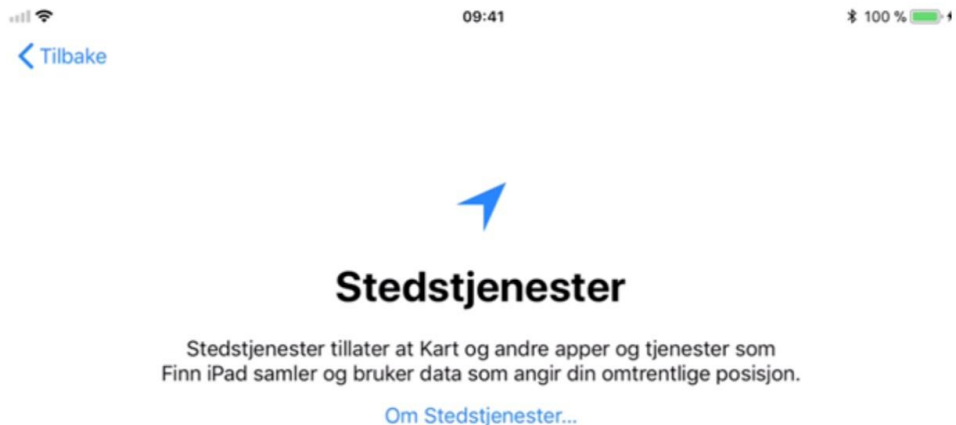 09:41
100 %
Tilbake
Stedstjenester
Stedstjenester tillater at Kart og andre apper og tjenester som
Finn iPad samler og bruker data som angir din omtrentlige posisjon.
Om Stedstjenester...